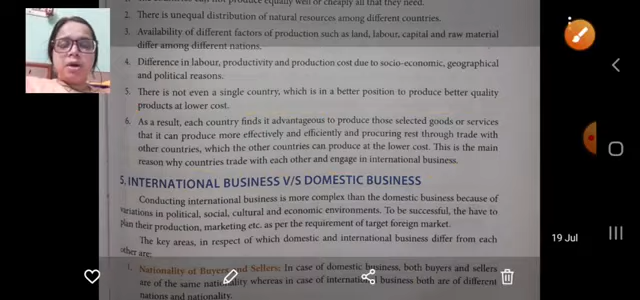 produce equally well or cheaply all that they need.
2. There is unequal distribution of natural resources among different countries.
3. Availability of different factors of production such as land, labour, capital and raw material
differ among different nations.
4. Difference in labour, productivity and production cost due to socio-economic, geographical
and political reasons.
5. There is not even a single country, which is in a better position to produce better quality
products at lower cost.
6. As a result, each country finds it advantageous to produce those selected goods or services
that it can produce more effectively and efficiently and procuring rest through trade with
other countries, which the other countries can produce at the lower cost. This is the main
reason why countries trade with each other and engage in international business.
5. INTERNATIONAL BUSINESS V/S DOMESTIC BUSINESS
Conducting international business is more complex than the domestic business because of
variations in political, social, cultural and economic environments. To be successful, the have to
plan their production, marketing etc. as per the requirement of target foreign market.
The key areas, in respect of which domestic and international business differ from each
other are:
1. Nationality of Buyers and Sellers: In case of domestic business, both buyers and sellers
are of the same nationality whereas in case of international business both are of different
nations and nationality.
19 Jul